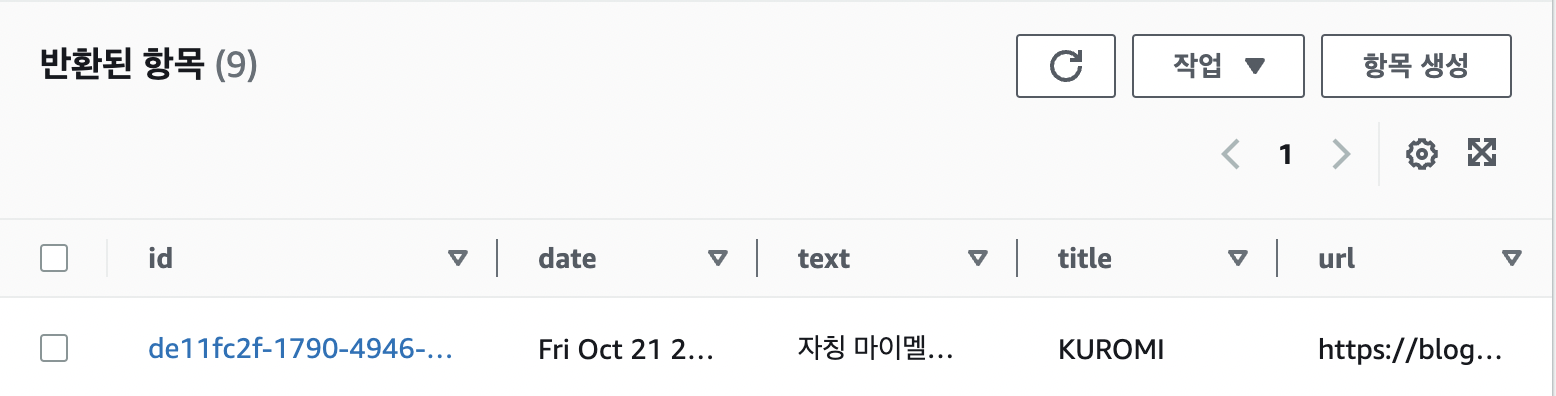 반환된 항목 (9)
작업
항목 생성
1
id date text title url
de11fc2f-1790-4946-... Fri Oct 21 2... 자칭 마이멜... KUROMI https://blog...